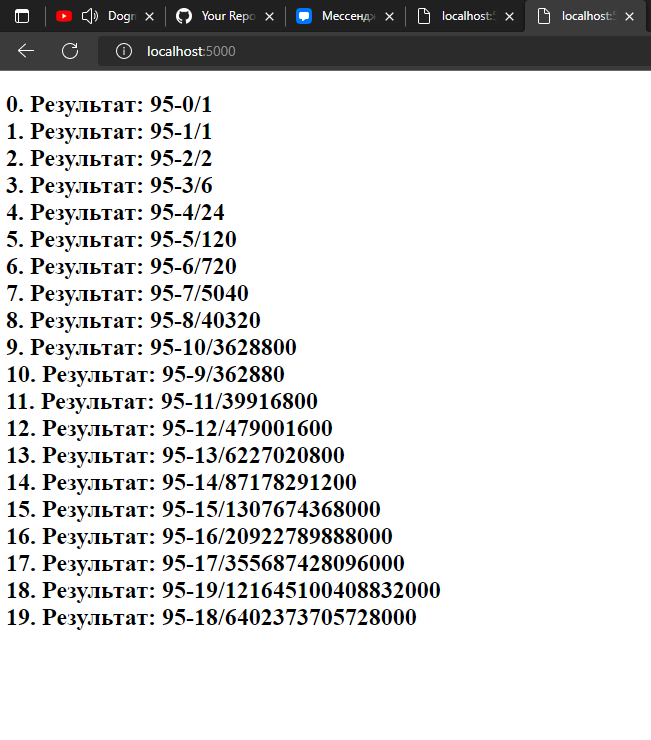 Dogn
Your Repo
Мессендж
localhost:5
localhost:5
localhost:5000
0. Результат: 95-0/1
1. Результат: 95-1/1
2. Результат: 95-2/2
3. Результат: 95-3/6
4. Результат: 95-4/24
5. Результат: 95-5/120
6. Результат: 95-6/720
7. Результат: 95-7/5040
8. Результат: 95-8/40320
9. Результат: 95-10/3628800
10. Результат: 95-9/362880
11. Результат: 95-11/39916800
12. Результат: 95-12/479001600
13. Результат: 95-13/6227020800
14. Результат: 95-14/87178291200
15. Результат: 95-15/1307674368000
16. Результат: 95-16/20922789888000
17. Результат: 95-17/355687428096000
18. Результат: 95-19/121645100408832000
19. Результат: 95-18/6402373705728000